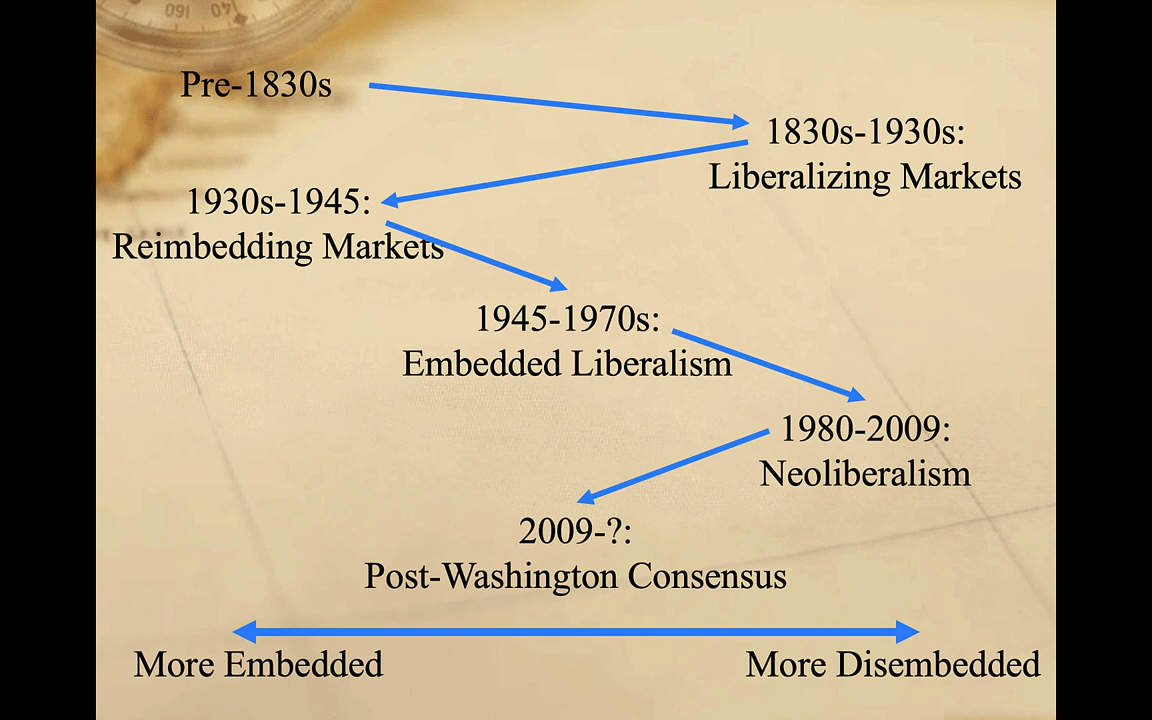 Pre-1830s
1830s-1930s:
Liberalizing Markets
1930s-1945:
Reimbedding Markets
1945-1970s:
Embedded Liberalism
1980-2009:
Neoliberalism
2009-?:
Post-Washington Consensus
More Embedded
More Disembedded